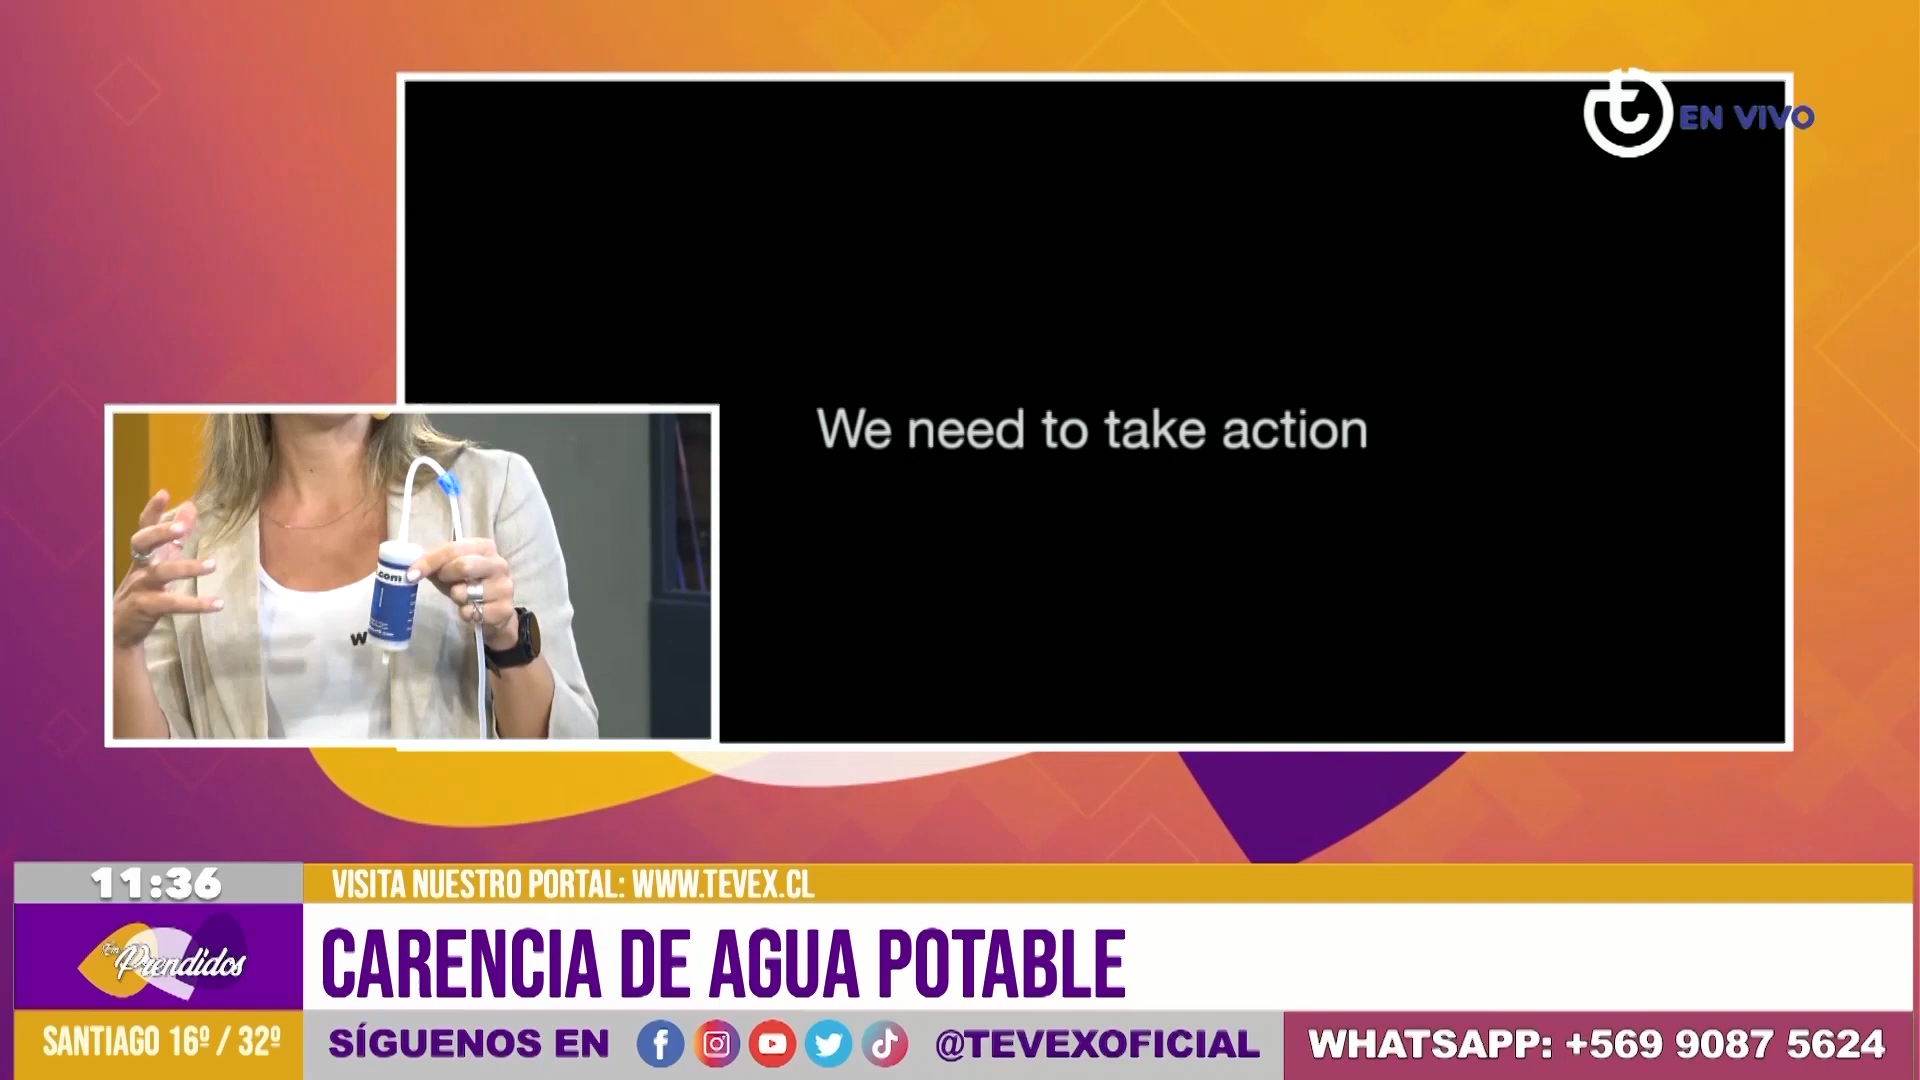 EN VIVO
We need to take action
.com
W
11:36
VISITA NUESTRO PORTAL: WWW.TEVEX.CL
Em
Prendidos
CARENCIA DE AGUA POTABLE
SANTIAGO 16º / 32º
SÍGUENOS EN
@TEVEXOFICIAL
WHATSAPP: +569 9087 5624